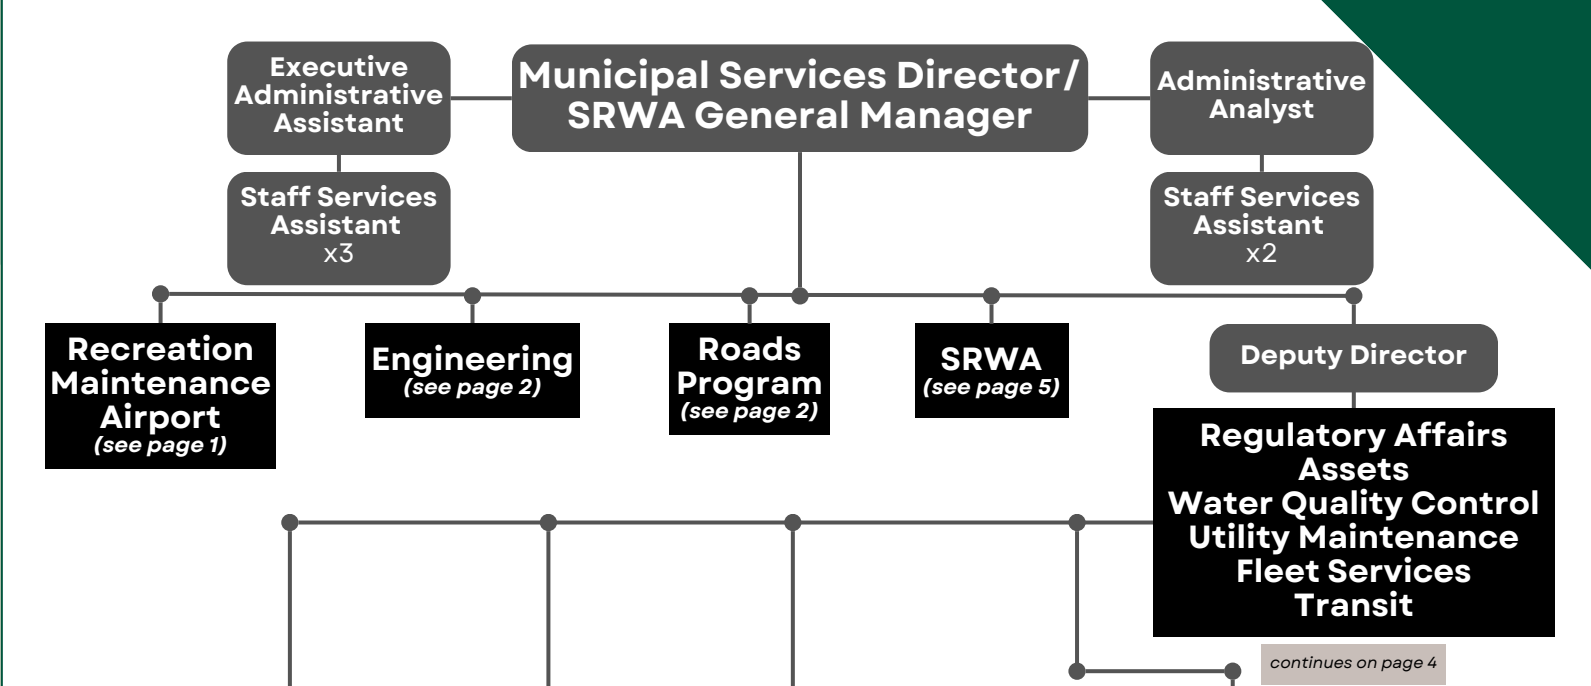 Executive
Administrative
Assistant
Municipal Services Director/
SRWA General Manager
Administrative
Analyst
Staff Services
Assistant
x3
Staff Services
Assistant
x2
Recreation
Maintenance
Airport
(see page 1)
Engineering
(see page 2)
Roads
Program
(see page 2)
SRWA
(see page 5)
Deputy Director
Regulatory Affairs
Assets
Water Quality Control
Utility Maintenance
Fleet Services
Transit
continues on page 4